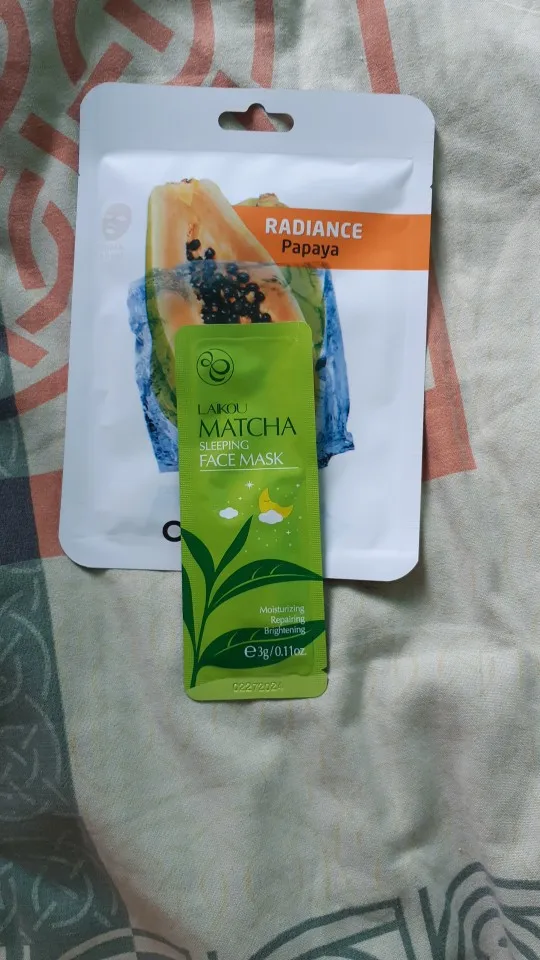 RADIANCE
Papaya
LAIKOU
MATCHA
SLEEPING
FACE MASK
Moisturizing
Repairing
Brightening
℮3g/0.11oz.